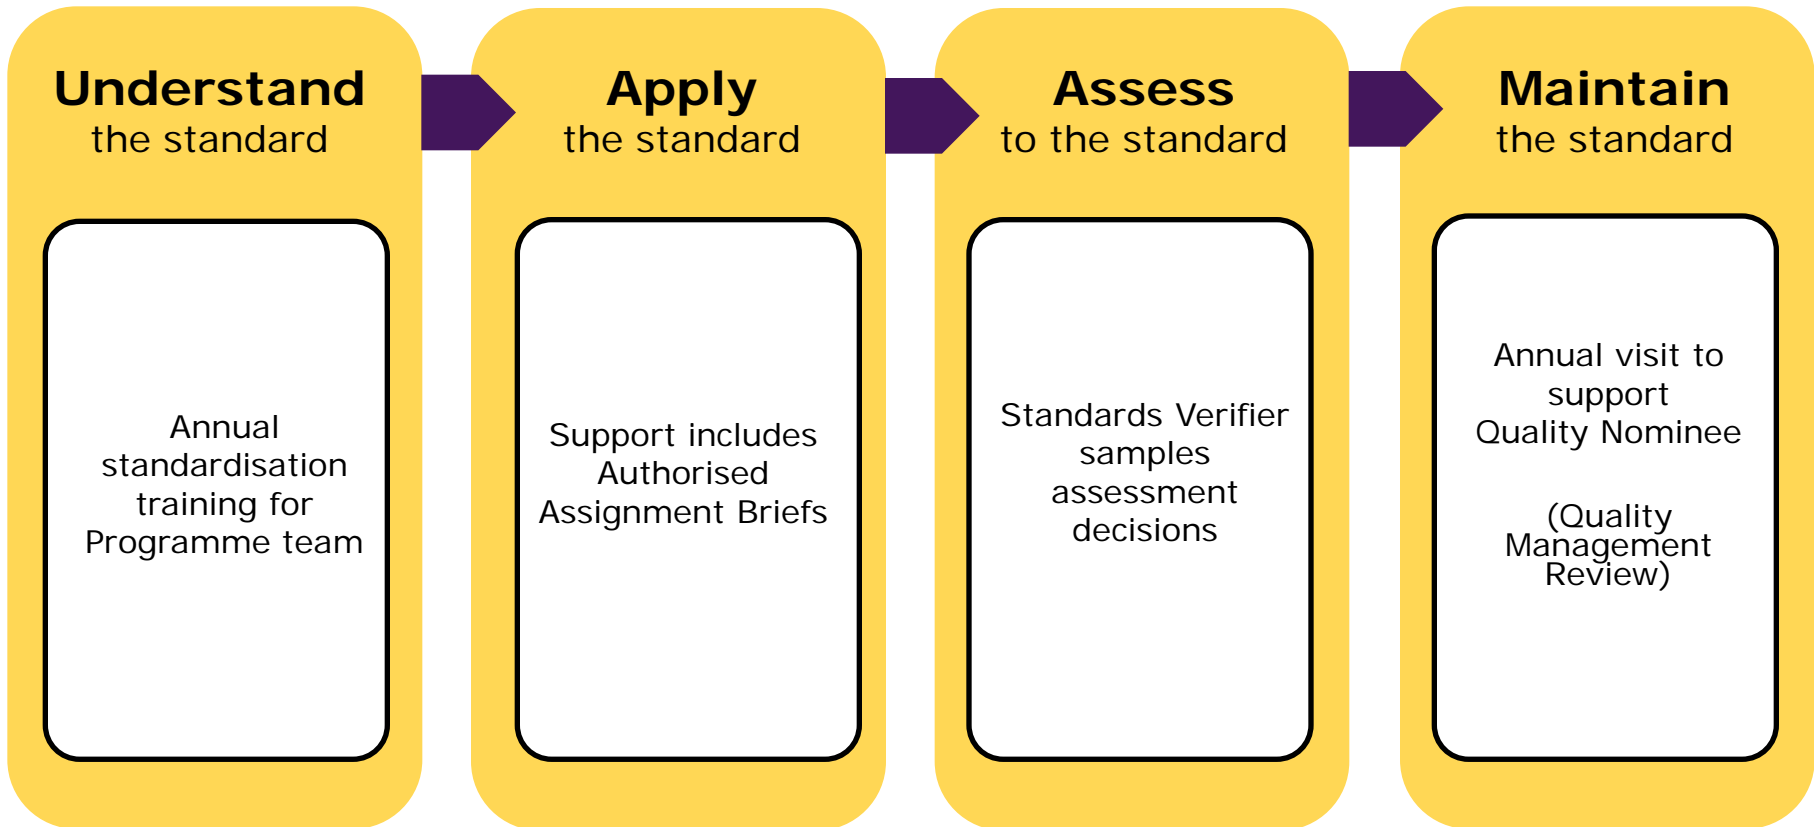 Understand
the standard
Annual
standardisation
training for
Programme team
Apply
the standard
Support includes
Authorised
Assignment Briefs
Assess
to the standard
Standards Verifier
samples
assessment
decisions
Maintain
the standard
Annual visit to
support
Quality Nominee
(Quality
Management
Review)